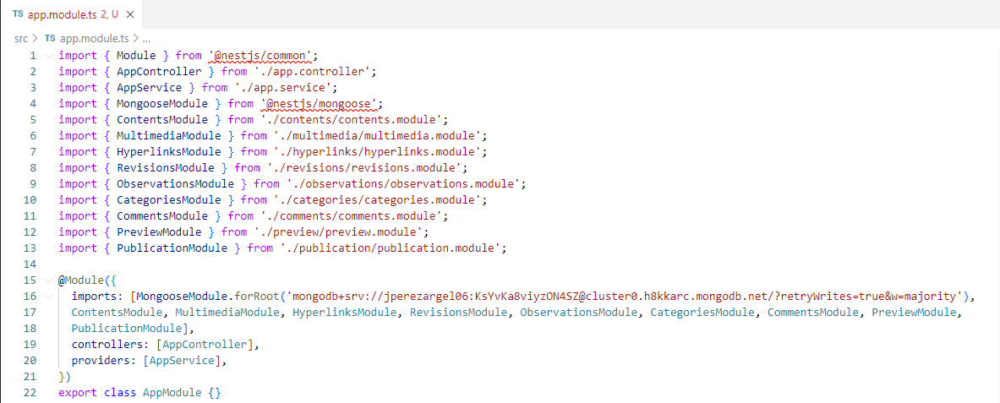 TS app.module.ts 2, U ×
src > TS app.module.ts > ...
1 import { Module } from '@nestjs/common';
2 import { AppController } from './app.controller';
3 import { AppService } from './app.service';
4 import { MongooseModule } from '@nestjs/mongoose';
5 import { ContentsModule } from './contents/contents.module';
6 import { MultimediaModule } from './multimedia/multimedia.module';
7 import { HyperlinksModule } from './hyperlinks/hyperlinks.module';
8 import { RevisionsModule } from './revisions/revisions.module';
9 import { ObservationsModule } from './observations/observations.module';
10 import { CategoriesModule } from './categories/categories.module';
11 import { CommentsModule } from './comments/comments.module';
12 import { PreviewModule } from './preview/preview.module';
13 import { PublicationModule } from './publication/publication.module';
14
15 @Module({
16 imports: [MongooseModule.forRoot('mongodb+srv://jperezargel06:KsYvKa8viyzON4SZ@cluster0.h8kkarc.mongodb.net/?retryWrites=true&w=majority'),
17 ContentsModule, MultimediaModule, HyperlinksModule, RevisionsModule, ObservationsModule, CategoriesModule, CommentsModule, PreviewModule,
18 PublicationModule],
19 controllers: [AppController],
20 providers: [AppService],
21 })
22 export class AppModule {}